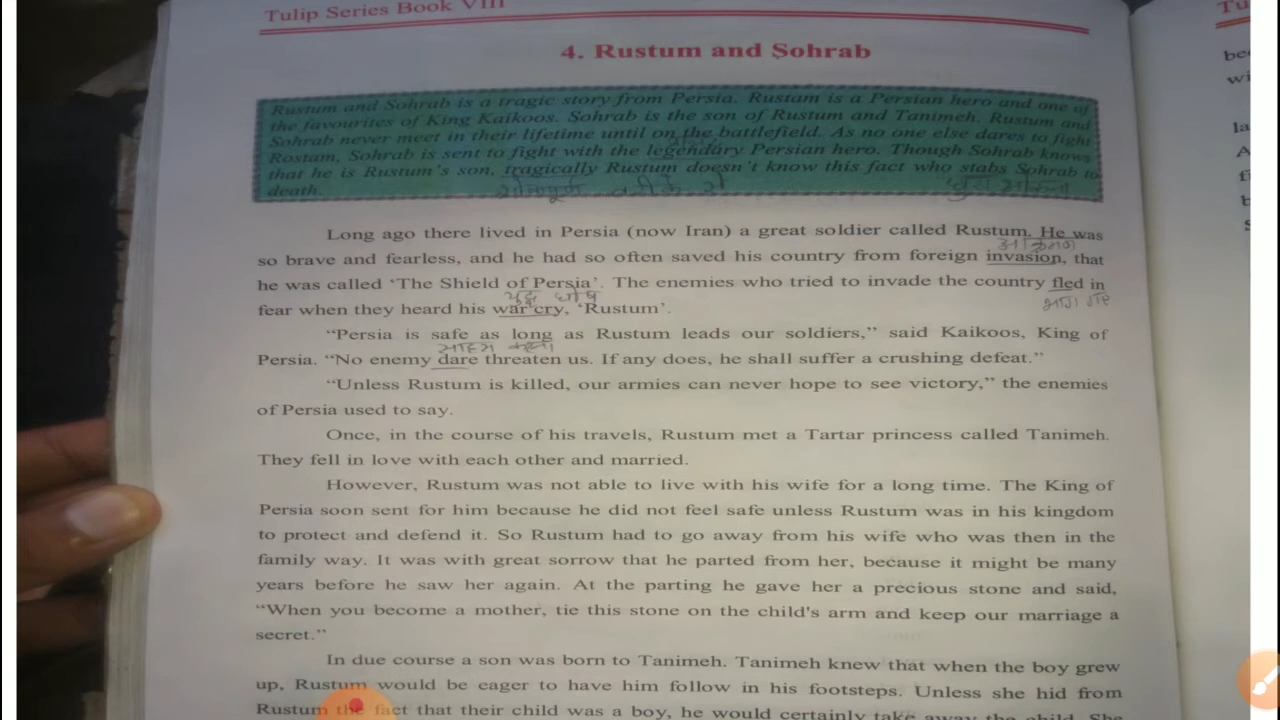 Tulip Series Book VIII
4. Rustum and Sohrab
Rustum and Sohrab is a tragic story from Persia. Rustam is a Persian hero and one of
the favourites of King Kaikoos. Sohrab is the son of Rustum and Tanimeh. Rustum and
Sohrab never meet in their lifetime until on the battlefield. As no one else dares to fight
Rostam, Sohrab is sent to fight with the legendary Persian hero. Though Sohrab knows
that he is Rustum's son, tragically Rustum doesn't know this fact who stabs Sohrab to
death.
Long ago there lived in Persia (now Iran) a great soldier called Rustum. He was
आक्रमण
so brave and fearless, and he had so often saved his country from foreign invasion, that
he was called ‘The Shield of Persia’. The enemies who tried to invade the country fled in
युद्ध घोष
fear when they heard his war cry, ‘Rustum’.
“Persia is safe as long as Rustum leads our soldiers,” said Kaikoos, King of
साहस करना
Persia. “No enemy dare threaten us. If any does, he shall suffer a crushing defeat.”
“Unless Rustum is killed, our armies can never hope to see victory,” the enemies
of Persia used to say.
Once, in the course of his travels, Rustum met a Tartar princess called Tanimeh.
They fell in love with each other and married.
However, Rustum was not able to live with his wife for a long time. The King of
Persia soon sent for him because he did not feel safe unless Rustum was in his kingdom
to protect and defend it. So Rustum had to go away from his wife who was then in the
family way. It was with great sorrow that he parted from her, because it might be many
years before he saw her again. At the parting he gave her a precious stone and said,
“When you become a mother, tie this stone on the child's arm and keep our marriage a
secret.”
In due course a son was born to Tanimeh. Tanimeh knew that when the boy grew
up, Rustum would be eager to have him follow in his footsteps. Unless she hid from
Rustum the fact that their child was a boy, he would certainly take away the child. She
Tu